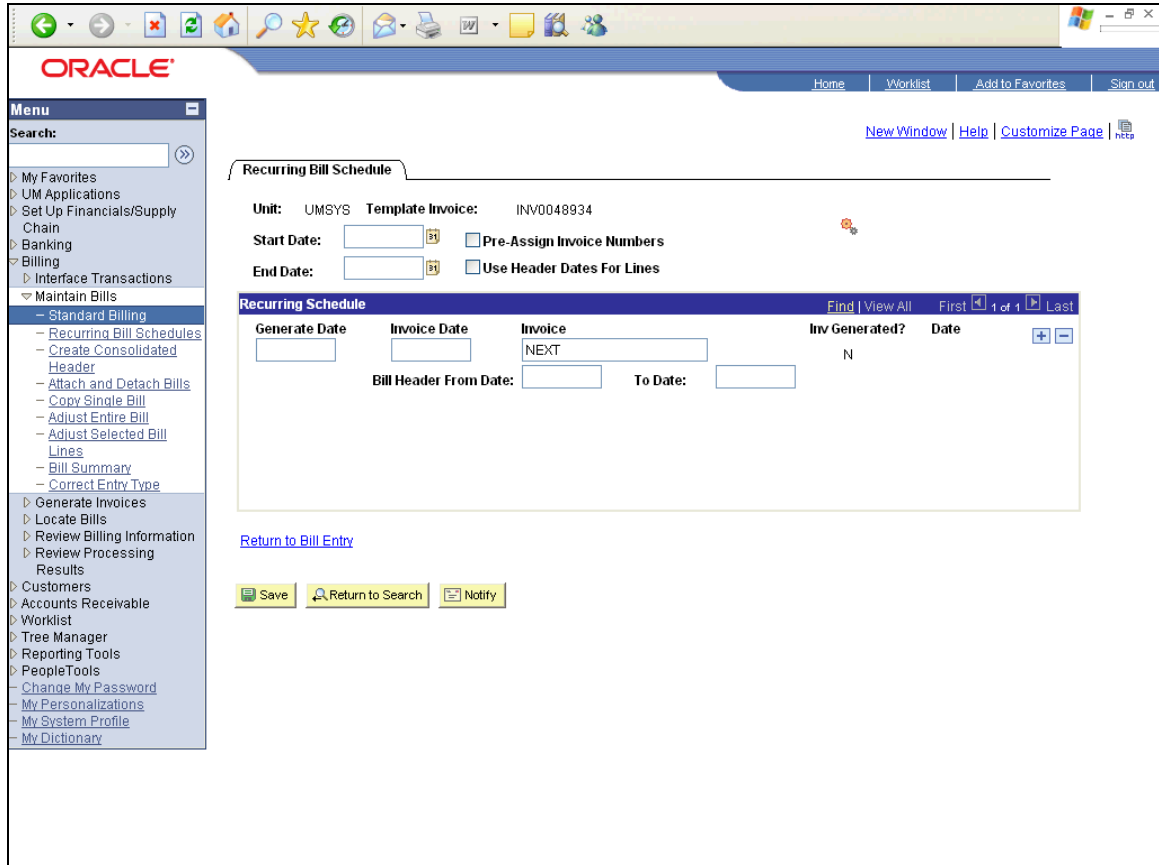 ORACLE
Home | Worklist | Add to Favorites | Sign out
Menu
Search:
My Favorites
UM Applications
Set Up Financials/Supply
Chain
Banking
Billing
Interface Transactions
Maintain Bills
– Standard Billing
– Recurring Bill Schedules
– Create Consolidated
Header
– Attach and Detach Bills
– Copy Single Bill
– Adjust Entire Bill
– Adjust Selected Bill
Lines
– Bill Summary
– Correct Entry Type
Generate Invoices
Locate Bills
Review Billing Information
Review Processing
Results
Customers
Accounts Receivable
Worklist
Tree Manager
Reporting Tools
PeopleTools
– Change My Password
– My Personalizations
– My System Profile
– My Dictionary
New Window | Help | Customize Page | http
Recurring Bill Schedule
Unit: UMSYS Template Invoice: INV0048934
Start Date: 31 Pre-Assign Invoice Numbers
End Date: 31 Use Header Dates For Lines
Recurring Schedule Find | View All First 1 of 1 Last
Generate Date Invoice Date Invoice Inv Generated? Date
NEXT N
Bill Header From Date: To Date:
Return to Bill Entry
Save Return to Search Notify